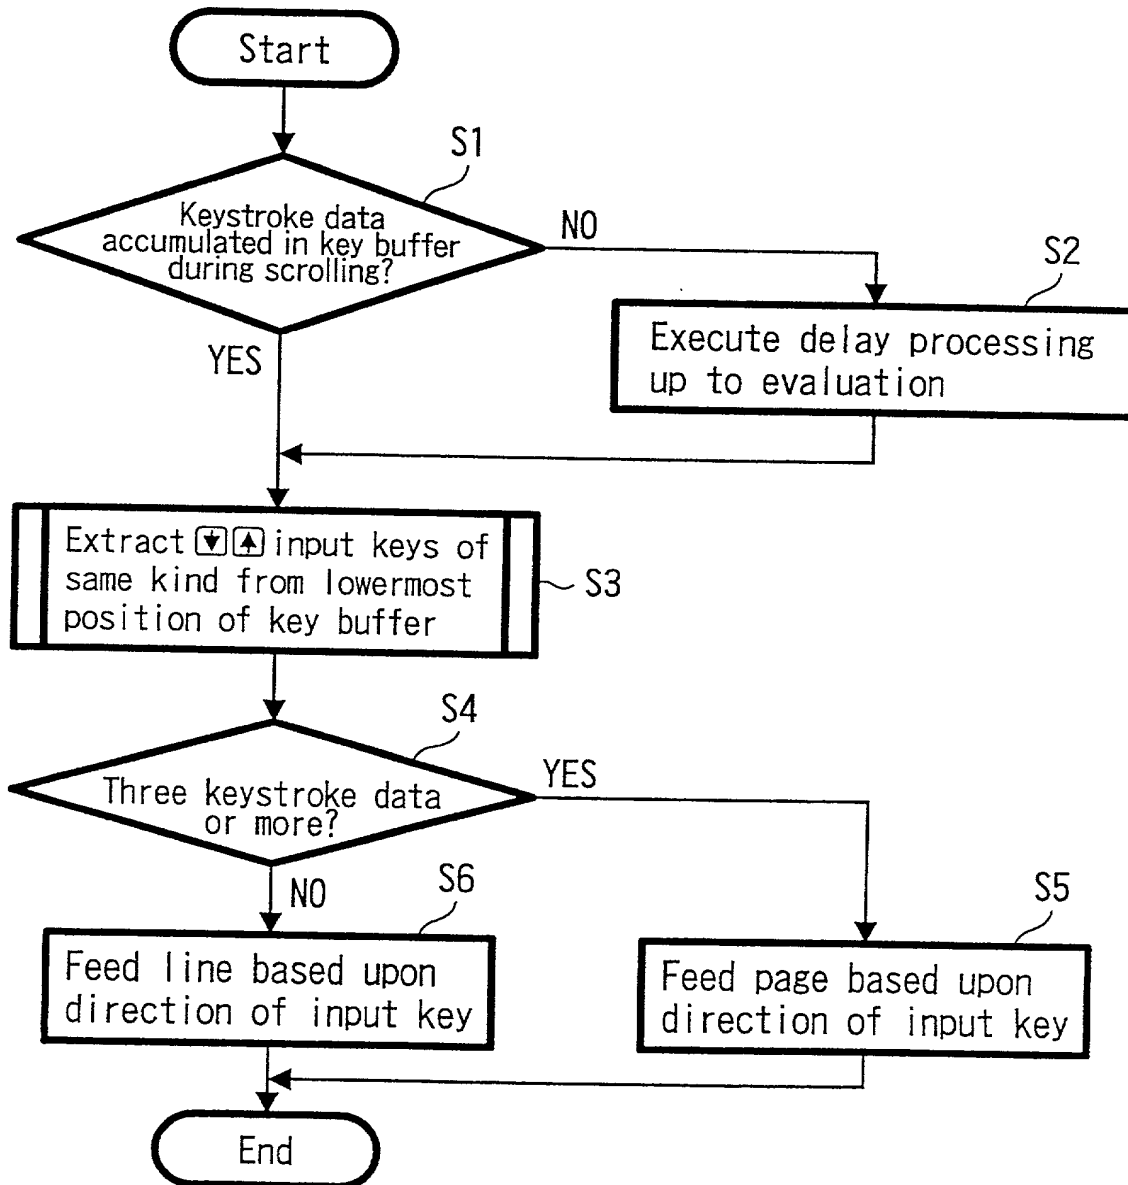 Start
S1
Keystroke data
accumulated in key buffer
during scrolling?
NO
YES
S2
Execute delay processing
up to evaluation
Extract ▼▲ input keys of
same kind from lowermost
position of key buffer
S3
S4
Three keystroke data
or more?
YES
NO
S6
Feed line based upon
direction of input key
S5
Feed page based upon
direction of input key
End